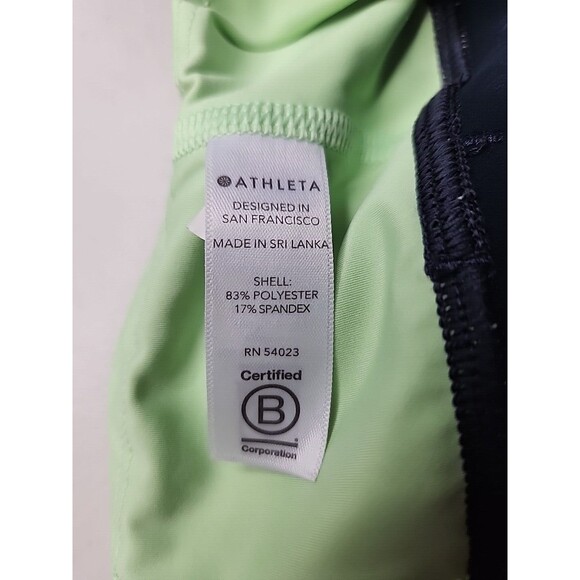 ATHLETA
DESIGNED IN
SAN FRANCISCO
MADE IN SRI LANKA
SHELL:
83% POLYESTER
17% SPANDEX
RN 54023
Certified
B
Corporation